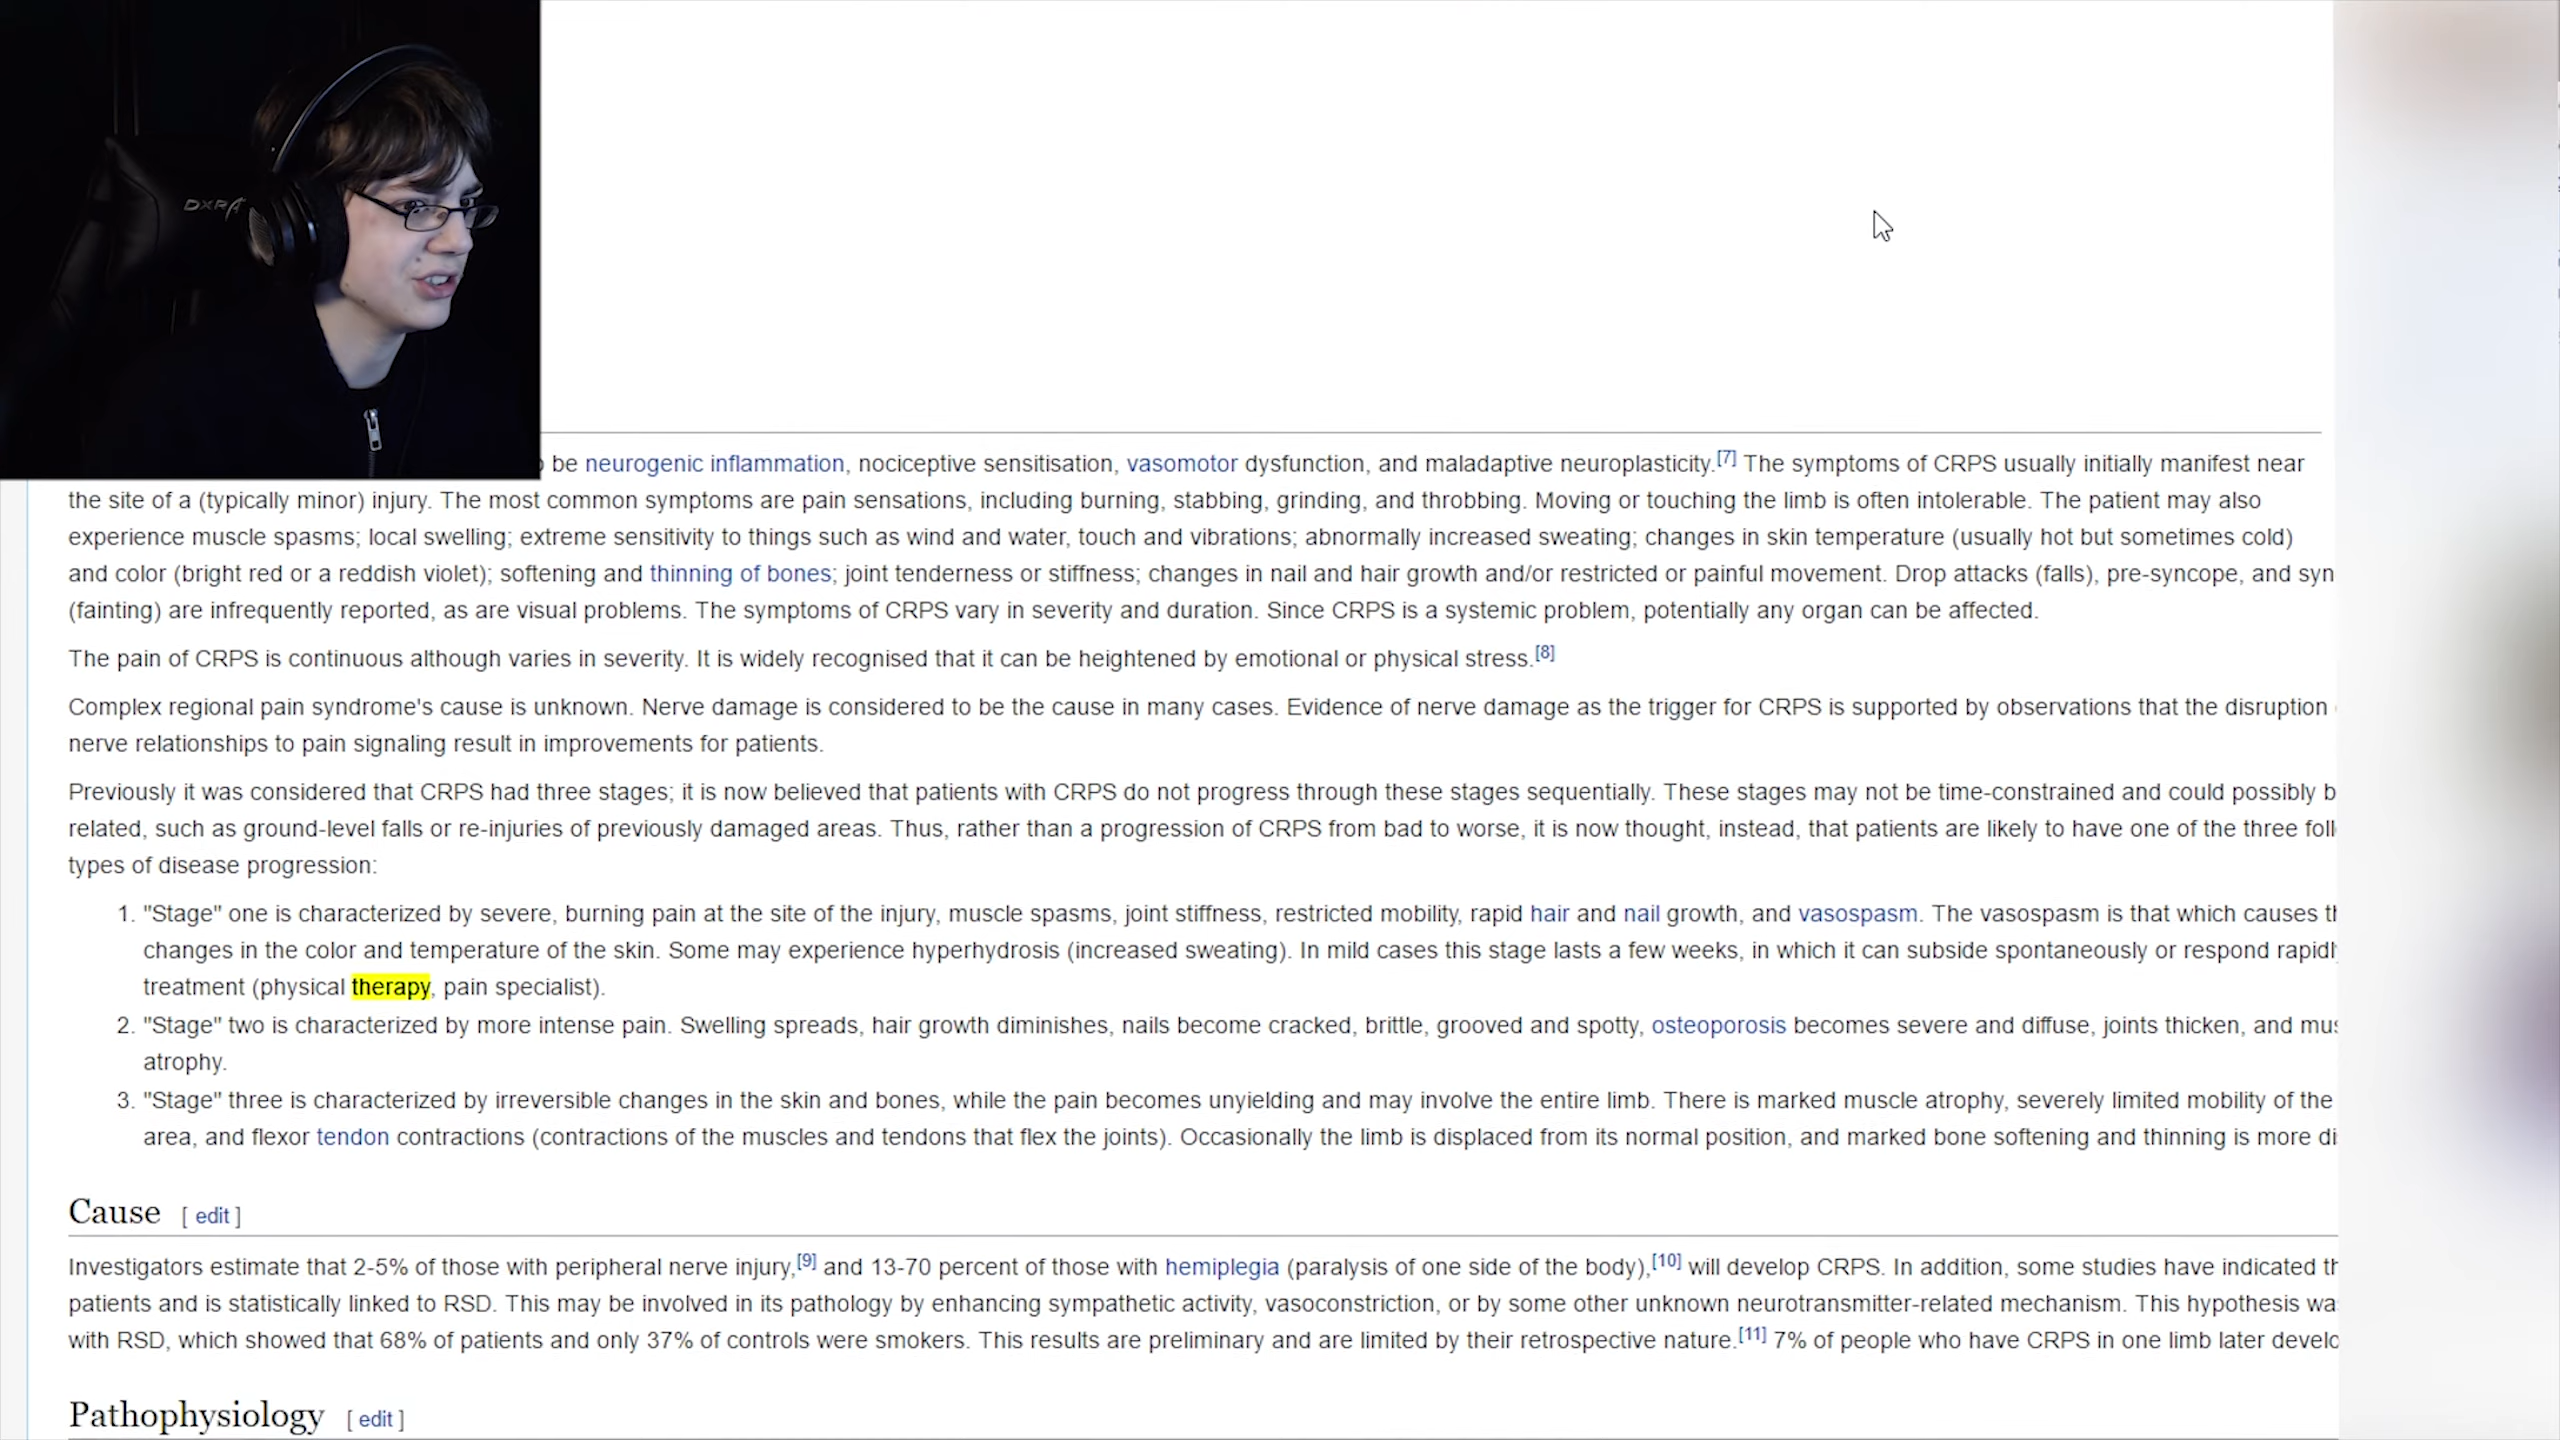 DXRA
be neurogenic inflammation, nociceptive sensitisation, vasomotor dysfunction, and maladaptive neuroplasticity.[7] The symptoms of CRPS usually initially manifest near
the site of a (typically minor) injury. The most common symptoms are pain sensations, including burning, stabbing, grinding, and throbbing. Moving or touching the limb is often intolerable. The patient may also
experience muscle spasms; local swelling; extreme sensitivity to things such as wind and water, touch and vibrations; abnormally increased sweating; changes in skin temperature (usually hot but sometimes cold)
and color (bright red or a reddish violet); softening and thinning of bones; joint tenderness or stiffness; changes in nail and hair growth and/or restricted or painful movement. Drop attacks (falls), pre-syncope, and syn
(fainting) are infrequently reported, as are visual problems. The symptoms of CRPS vary in severity and duration. Since CRPS is a systemic problem, potentially any organ can be affected.
The pain of CRPS is continuous although varies in severity. It is widely recognised that it can be heightened by emotional or physical stress.[8]
Complex regional pain syndrome's cause is unknown. Nerve damage is considered to be the cause in many cases. Evidence of nerve damage as the trigger for CRPS is supported by observations that the disruption
nerve relationships to pain signaling result in improvements for patients.
Previously it was considered that CRPS had three stages; it is now believed that patients with CRPS do not progress through these stages sequentially. These stages may not be time-constrained and could possibly b
related, such as ground-level falls or re-injuries of previously damaged areas. Thus, rather than a progression of CRPS from bad to worse, it is now thought, instead, that patients are likely to have one of the three foll
types of disease progression:
1. "Stage" one is characterized by severe, burning pain at the site of the injury, muscle spasms, joint stiffness, restricted mobility, rapid hair and nail growth, and vasospasm. The vasospasm is that which causes th
changes in the color and temperature of the skin. Some may experience hyperhydrosis (increased sweating). In mild cases this stage lasts a few weeks, in which it can subside spontaneously or respond rapidl
treatment (physical therapy, pain specialist).
2. "Stage" two is characterized by more intense pain. Swelling spreads, hair growth diminishes, nails become cracked, brittle, grooved and spotty, osteoporosis becomes severe and diffuse, joints thicken, and mus
atrophy.
3. "Stage" three is characterized by irreversible changes in the skin and bones, while the pain becomes unyielding and may involve the entire limb. There is marked muscle atrophy, severely limited mobility of the
area, and flexor tendon contractions (contractions of the muscles and tendons that flex the joints). Occasionally the limb is displaced from its normal position, and marked bone softening and thinning is more di
Cause [ edit ]
Investigators estimate that 2-5% of those with peripheral nerve injury,[9] and 13-70 percent of those with hemiplegia (paralysis of one side of the body),[10] will develop CRPS. In addition, some studies have indicated th
patients and is statistically linked to RSD. This may be involved in its pathology by enhancing sympathetic activity, vasoconstriction, or by some other unknown neurotransmitter-related mechanism. This hypothesis wa
with RSD, which showed that 68% of patients and only 37% of controls were smokers. This results are preliminary and are limited by their retrospective nature.[11] 7% of people who have CRPS in one limb later develo
Pathophysiology [ edit ]